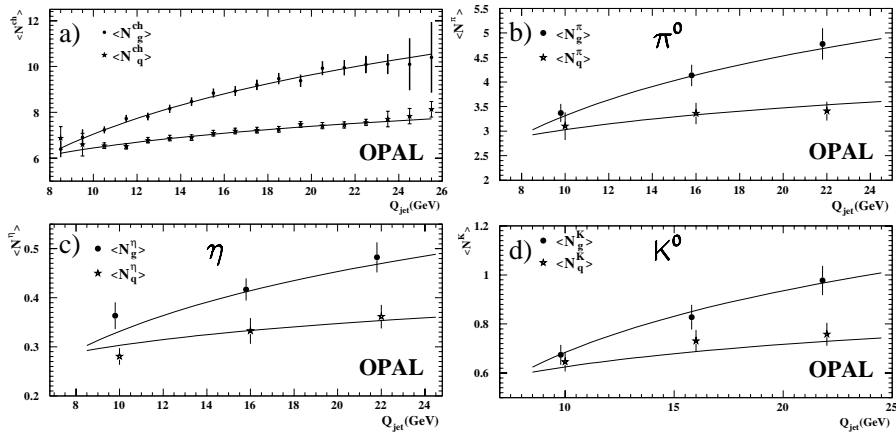 a)
<N_g^ch>
<N_q^ch>
OPAL
<N^ch>
12
10
8
6
8 10 12 14 16 18 20 22 24 26
Q_jet(GeV)
b)
π⁰
<N_g^π>
<N_q^π>
OPAL
<N^π>
5.5
5
4.5
4
3.5
3
2.5
2
10 15 20 25
Q_jet(GeV)
c)
η
<N_g^η>
<N_q^η>
OPAL
<N^η>
0.5
0.4
0.3
0.2
8 10 12 14 16 18 20 22 24
Q_jet(GeV)
d)
K⁰
<N_g^K>
<N_q^K>
OPAL
<N^K>
1.2
1
0.8
0.6
10 15 20 25
Q_jet(GeV)